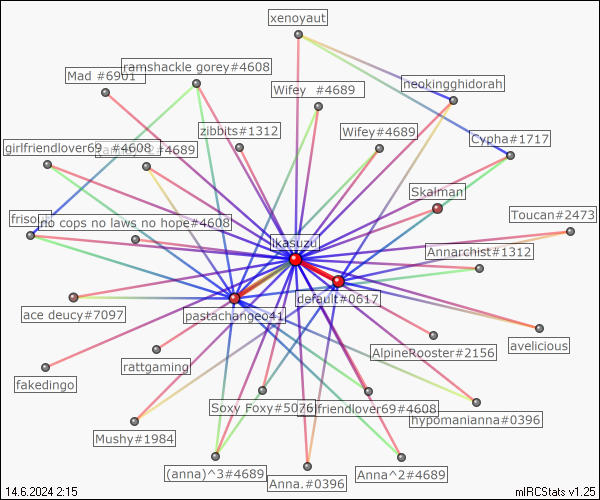 xenoyaut
ramshackle gorey#4608
Mad #6901
neokingghidorah
Wifey #4689
zibbits#1312
Wifey#4689
Cypha#1717
girlfriendlover69 #4608
#4689
Skalman
Toucan#2473
no cops no laws no hope#4608
likasuzu
Annarchist#1312
default#0617
ace deucy#7097
pastachangeo41
avelicious
AlpineRooster#2156
rattgaming
fakedingo
Soxy Foxy#5076
friendlover69#4608
hypomanianna#0396
Mushy#1984
(anna)^3#4689
Anna.#0396
Anna^2#4689
14.6.2024 2:15
mIRCStats v1.25